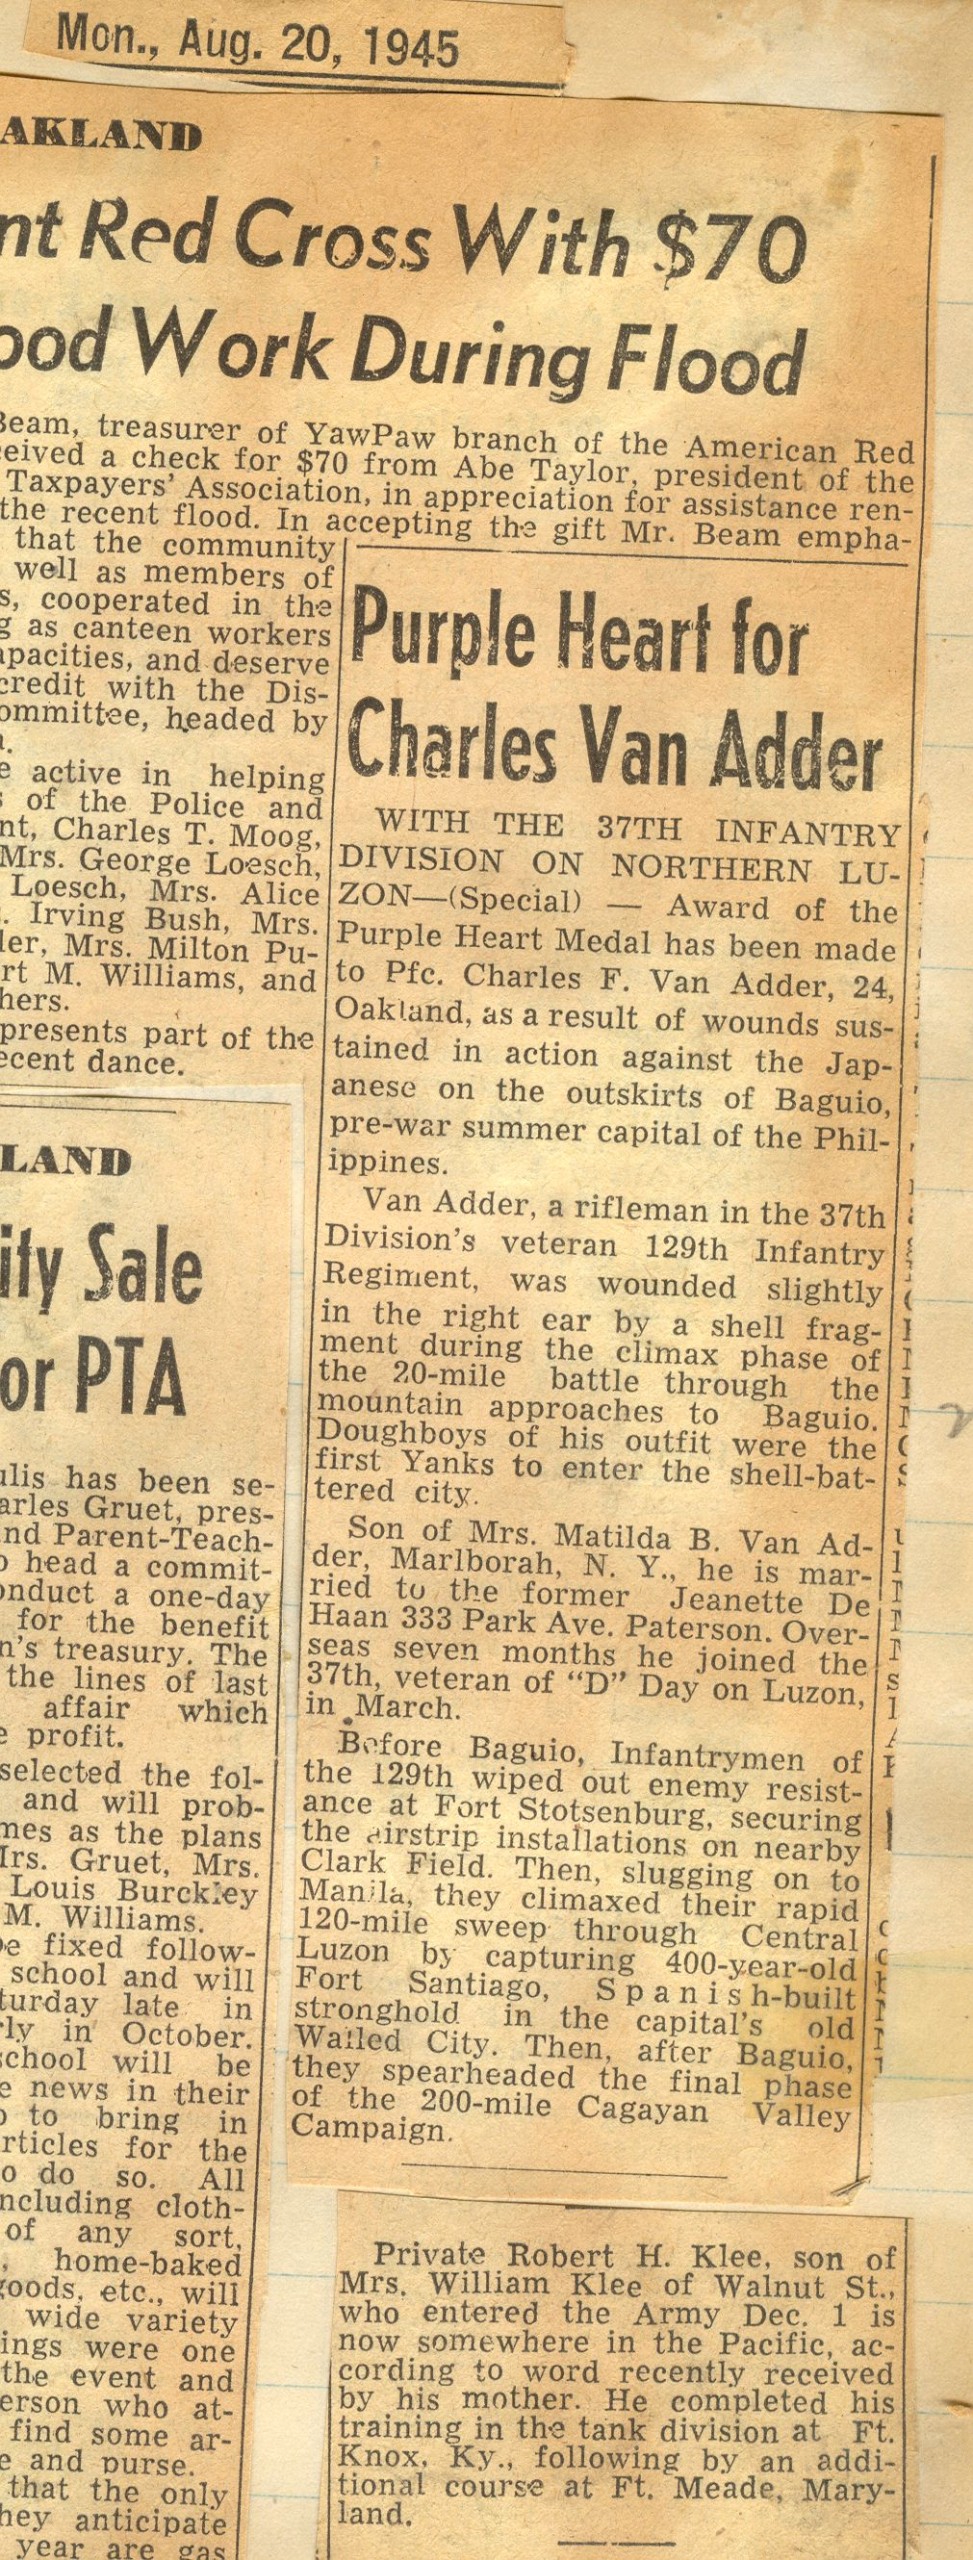 Mon., Aug. 20, 1945
AKLAND
nt Red Cross With $70
ood Work During Flood
Beam, treasurer of YawPaw branch of the American Red
eived a check for $70 from Abe Taylor, president of the
Taxpayers' Association, in appreciation for assistance ren-
the recent flood. In accepting the gift Mr. Beam empha-
that the community
well as members of
s, cooperated in the
g as canteen workers
apacities, and deserve
credit with the Dis-
ommittee, headed by
e active in helping
s of the Police and
nt, Charles T. Moog,
Mrs. George Loesch,
Loesch, Mrs. Alice
. Irving Bush, Mrs.
ler, Mrs. Milton Pu-
rt M. Williams, and
hers.
presents part of the
ecent dance.
Purple Heart for
Charles Van Adder
WITH THE 37TH INFANTRY
DIVISION ON NORTHERN LU-
ZON—(Special) — Award of the
Purple Heart Medal has been made
to Pfc. Charles F. Van Adder, 24,
Oakland, as a result of wounds sus-
tained in action against the Jap-
anese on the outskirts of Baguio,
pre-war summer capital of the Phil-
ippines.
Van Adder, a rifleman in the 37th
Division's veteran 129th Infantry
Regiment, was wounded slightly
in the right ear by a shell frag-
ment during the climax phase of
the 20-mile battle through the
mountain approaches to Baguio.
Doughboys of his outfit were the
first Yanks to enter the shell-bat-
tered city.
Son of Mrs. Matilda B. Van Ad-
der, Marlborah, N. Y., he is mar-
ried to the former Jeanette De
Haan 333 Park Ave. Paterson. Over-
seas seven months he joined the
37th, veteran of "D" Day on Luzon,
in March.
Before Baguio, Infantrymen of
the 129th wiped out enemy resist-
ance at Fort Stotsenburg, securing
the airstrip installations on nearby
Clark Field. Then, slugging on to
Manila, they climaxed their rapid
120-mile sweep through Central
Luzon by capturing 400-year-old
Fort Santiago, Spanish-built
stronghold in the capital's old
Walled City. Then, after Baguio,
they spearheaded the final phase
of the 200-mile Cagayan Valley
Campaign.
LAND
ity Sale
or PTA
ulis has been se-
arles Gruet, pres-
and Parent-Teach-
o head a commit-
onduct a one-day
for the benefit
n's treasury. The
the lines of last
affair which
e profit.
selected the fol-
and will prob-
mes as the plans
Irs. Gruet, Mrs.
Louis Burckley
M. Williams.
be fixed follow-
school and will
turday late in
rly in October.
school will be
e news in their
o to bring in
rticles for the
o do so. All
ncluding cloth-
of any sort,
, home-baked
goods, etc., will
wide variety
ings were one
the event and
erson who at-
find some ar-
e and purse.
that the only
hey anticipate
year are gas
Private Robert H. Klee, son of
Mrs. William Klee of Walnut St.,
who entered the Army Dec. 1 is
now somewhere in the Pacific, ac-
cording to word recently received
by his mother. He completed his
training in the tank division at Ft.
Knox, Ky., following by an addi-
tional course at Ft. Meade, Mary-
land.